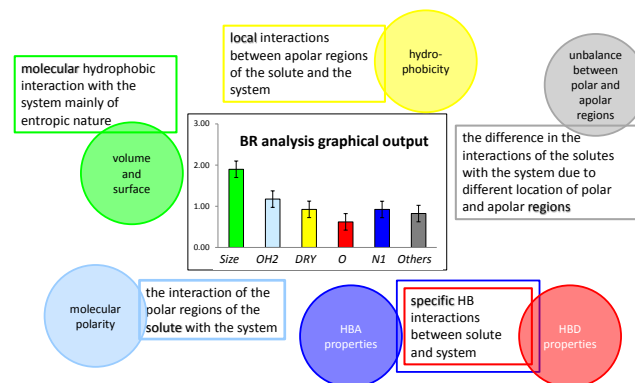 local interactions
between apolar regions
of the solute and the
system
hydro-
phobicity
unbalance
between
polar and
apolar
regions
molecular hydrophobic
interaction with the
system mainly of
entropic nature
volume
and
surface
BR analysis graphical output
2.00
1.00
0.00
Size OH2 DRY O N1 Others
the difference in the
interactions of the solutes
with the system due to
different location of polar
and apolar regions
molecular
polarity
the interaction of the
polar regions of the
solute with the system
HBA
properties
specific HB
interactions
between solute
and system
HBD
properties